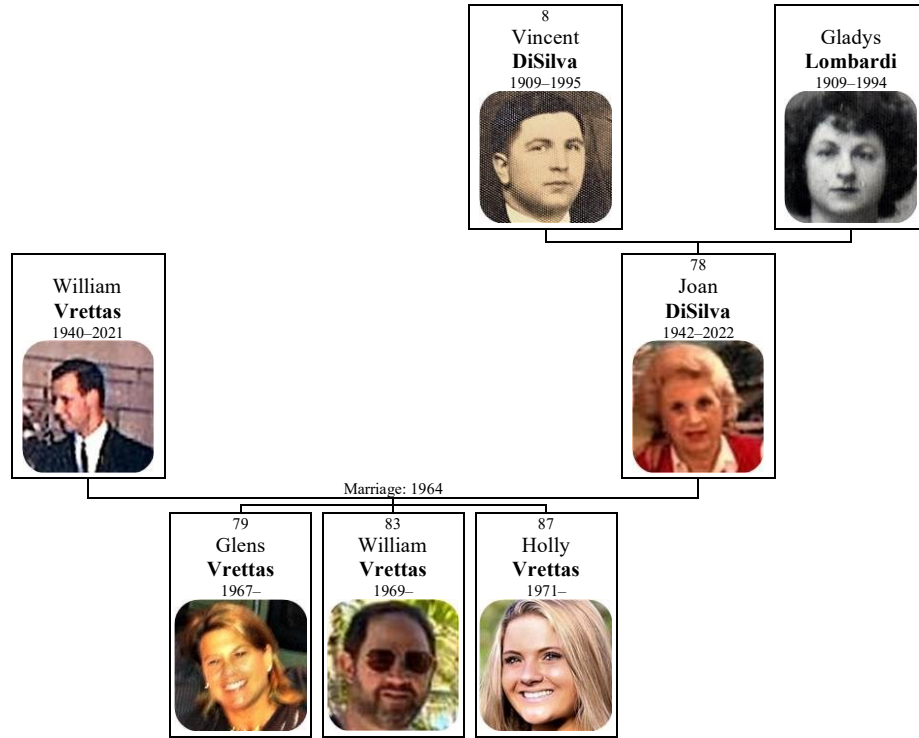 8
Vincent
DiSilva
1909–1995
Gladys
Lombardi
1909–1994
William
Vrettas
1940–2021
78
Joan
DiSilva
1942–2022
Marriage: 1964
79
Glens
Vrettas
1967–
83
William
Vrettas
1969–
87
Holly
Vrettas
1971–